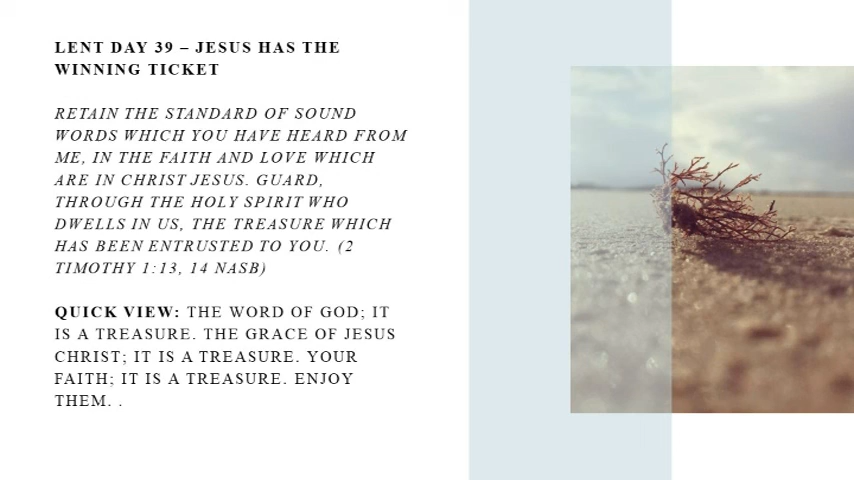 LENT DAY 39 – JESUS HAS THE
WINNING TICKET
RETAIN THE STANDARD OF SOUND
WORDS WHICH YOU HAVE HEARD FROM
ME, IN THE FAITH AND LOVE WHICH
ARE IN CHRIST JESUS. GUARD,
THROUGH THE HOLY SPIRIT WHO
DWELLS IN US, THE TREASURE WHICH
HAS BEEN ENTRUSTED TO YOU. (2
TIMOTHY 1:13, 14 NASB)
QUICK VIEW: THE WORD OF GOD; IT
IS A TREASURE. THE GRACE OF JESUS
CHRIST; IT IS A TREASURE. YOUR
FAITH; IT IS A TREASURE. ENJOY
THEM. .